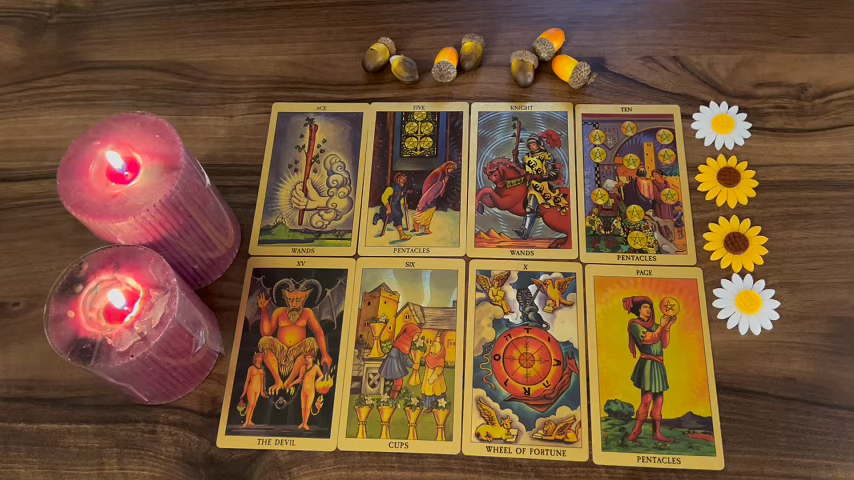 ACE
WANDS
FIVE
PENTACLES
KNIGHT
WANDS
TEN
PENTACLES
XV
THE DEVIL
SIX
CUPS
X
WHEEL OF FORTUNE
PAGE
PENTACLES